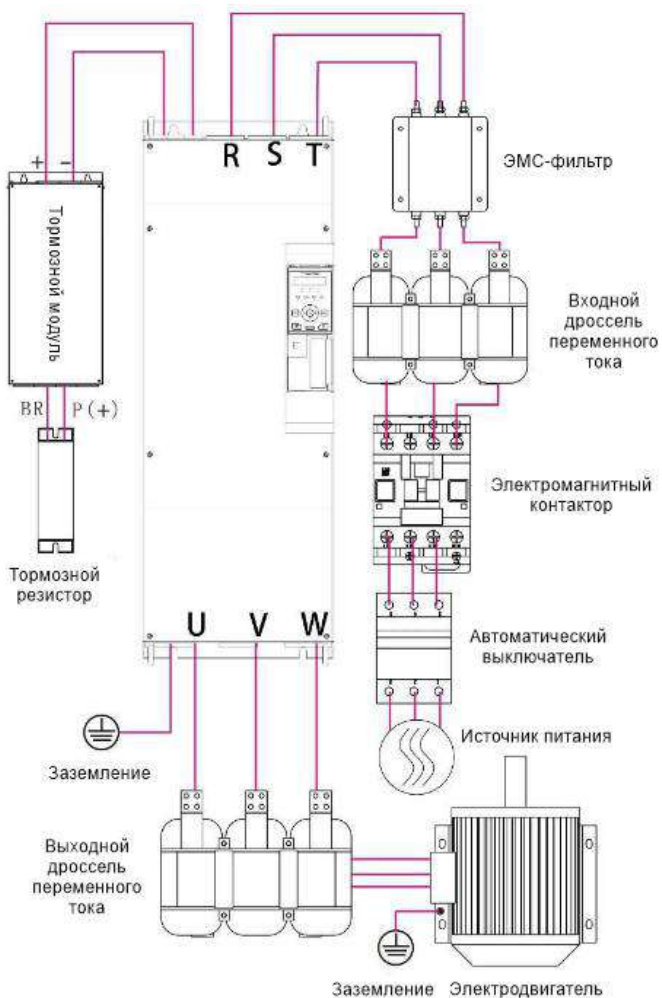 R S T
ЭМС-фильтр
+ -
Тормозной модуль
Входной
дроссель
переменного
тока
BR P (+)
Электромагнитный
контактор
Тормозной
резистор
U V W
Автоматический
выключатель
Источник питания
Заземление
Выходной
дроссель
переменного
тока
Заземление
Электродвигатель